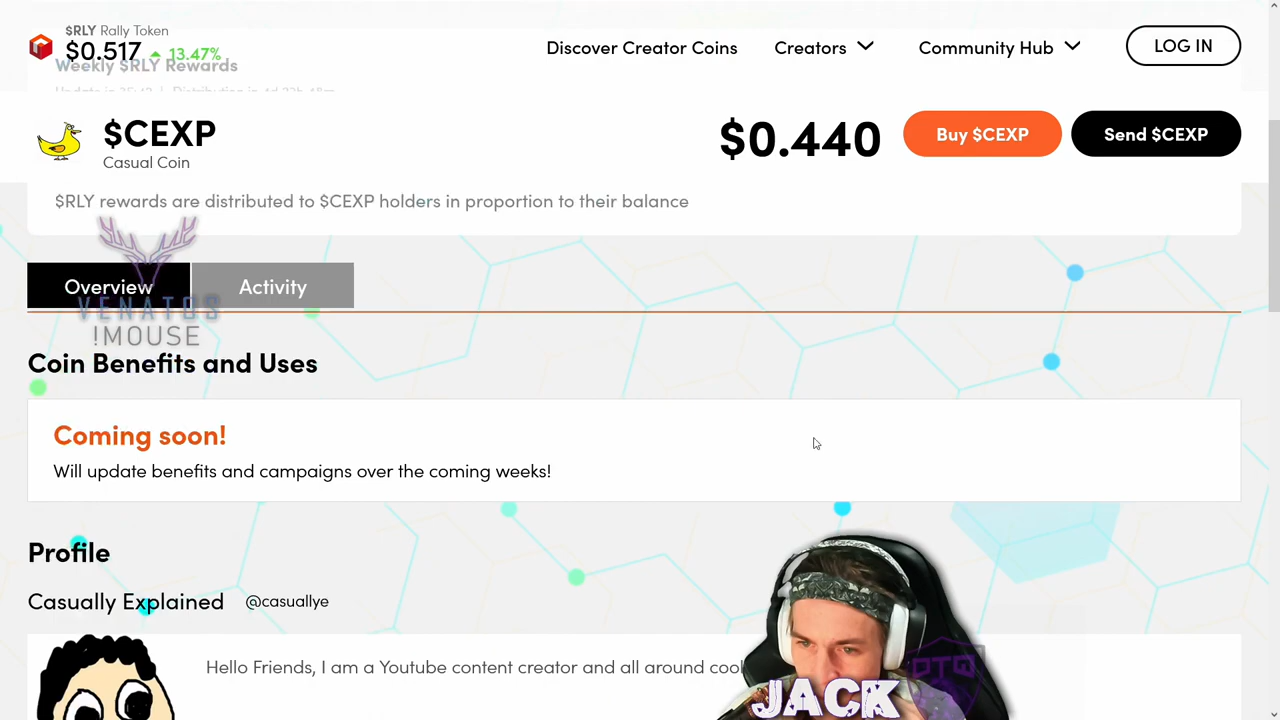 $RLY Rally Token
$0.517 13.47%
Discover Creator Coins
Creators
Community Hub
LOG IN
Weekly $RLY Rewards
$CEXP
Casual Coin
$0.440
Buy $CEXP
Send $CEXP
$RLY rewards are distributed to $CEXP holders in proportion to their balance
Overview
Activity
VENATOS
!MOUSE
Coin Benefits and Uses
Coming soon!
Will update benefits and campaigns over the coming weeks!
Profile
Casually Explained @casuallye
Hello Friends, I am a Youtube content creator and all around cool
JACK